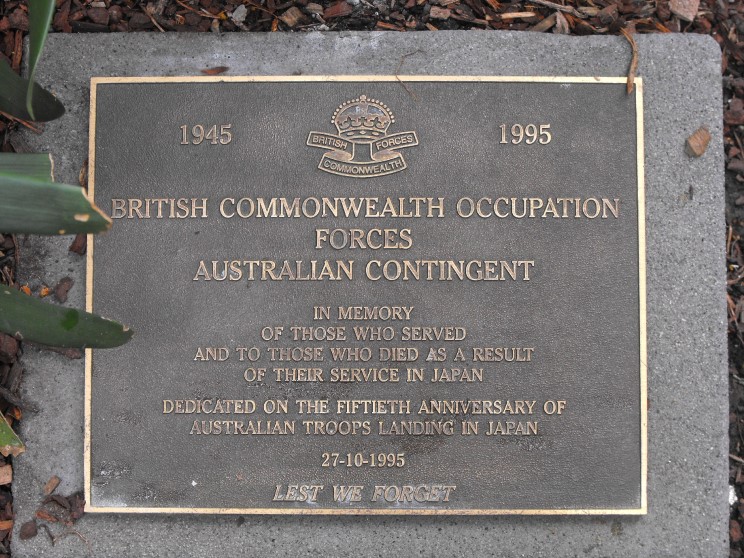 1945 1995
BRITISH FORCES
COMMONWEALTH
BRITISH COMMONWEALTH OCCUPATION
FORCES
AUSTRALIAN CONTINGENT
IN MEMORY
OF THOSE WHO SERVED
AND TO THOSE WHO DIED AS A RESULT
OF THEIR SERVICE IN JAPAN
DEDICATED ON THE FIFTIETH ANNIVERSARY OF
AUSTRALIAN TROOPS LANDING IN JAPAN
27-10-1995
LEST WE FORGET